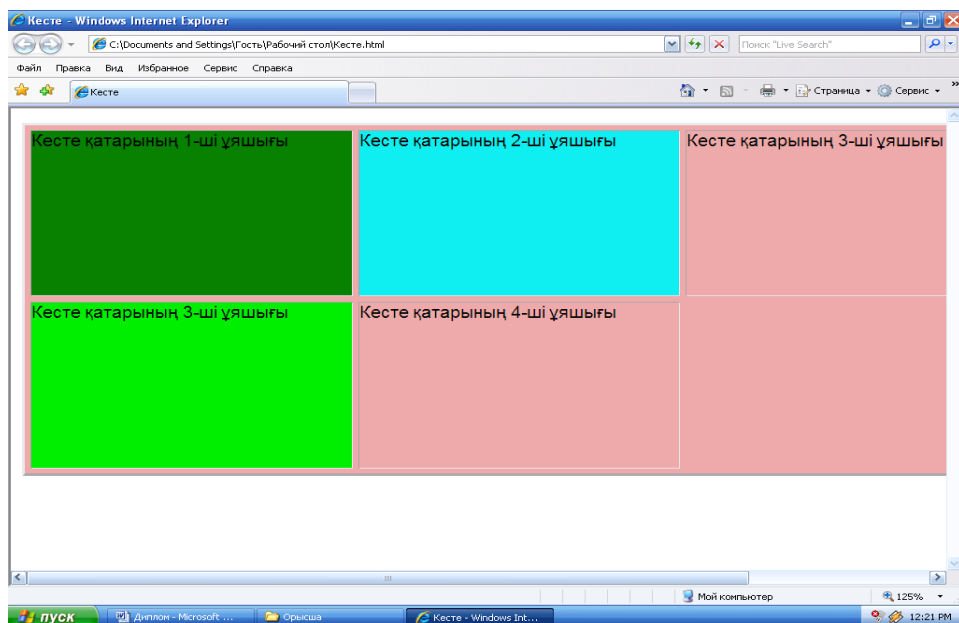 Кесте - Windows Internet Explorer
C:\Documents and Settings\Гость\Рабочий стол\Кесте.html
Поиск "Live Search"
Файл Правка Вид Избранное Сервис Справка
Кесте
Страница Сервис
Кесте қатарының 1-ші ұяшығы Кесте қатарының 2-ші ұяшығы Кесте қатарының 3-ші ұяшығы
Кесте қатарының 3-ші ұяшығы Кесте қатарының 4-ші ұяшығы
Мой компьютер 125%
пуск Диплом - Microsoft ... Орысша Кесте - Windows Int... 12:21 PM